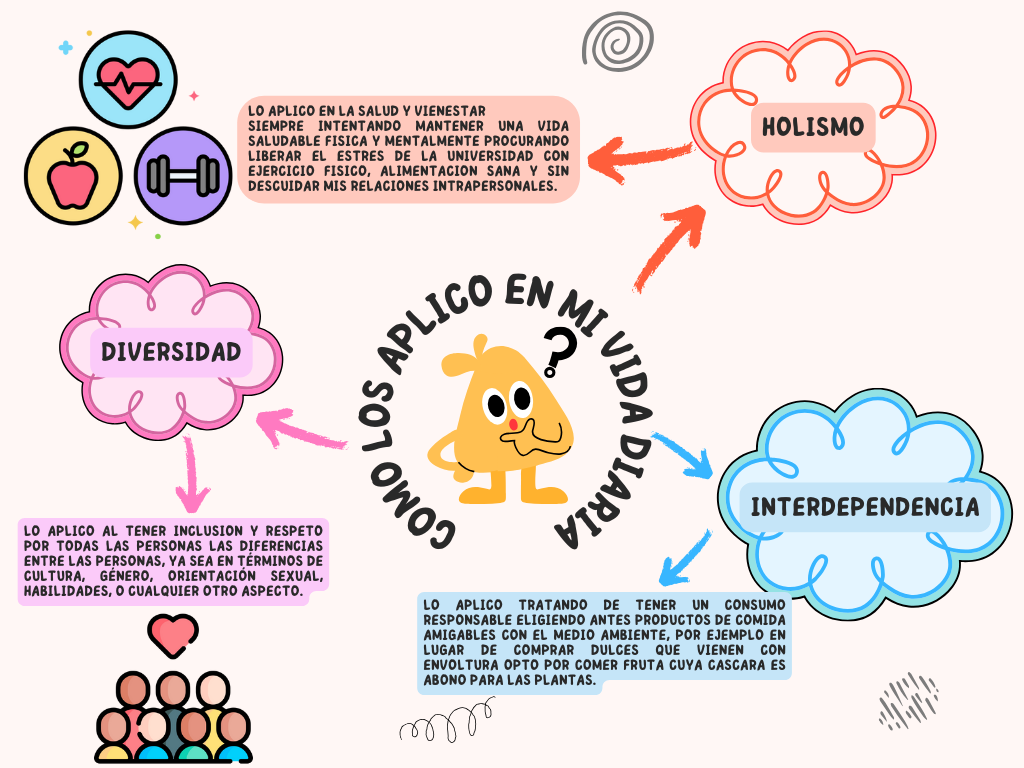 HOLISMO
LO APLICO EN LA SALUD Y VIENESTAR
SIEMPRE INTENTANDO MANTENER UNA VIDA
SALUDABLE FISICA Y MENTALMENTE PROCURANDO
LIBERAR EL ESTRES DE LA UNIVERSIDAD CON
EJERCICIO FISICO, ALIMENTACION SANA Y SIN
DESCUIDAR MIS RELACIONES INTRAPERSONALES.
COMO LOS APLICO EN MI VIDA DIARIA
?
DIVERSIDAD
LO APLICO AL TENER INCLUSION Y RESPETO
POR TODAS LAS PERSONAS LAS DIFERENCIAS
ENTRE LAS PERSONAS, YA SEA EN TÉRMINOS DE
CULTURA, GÉNERO, ORIENTACIÓN SEXUAL,
HABILIDADES, O CUALQUIER OTRO ASPECTO.
INTERDEPENDENCIA
LO APLICO TRATANDO DE TENER UN CONSUMO
RESPONSABLE ELIGIENDO ANTES PRODUCTOS DE COMIDA
AMIGABLES CON EL MEDIO AMBIENTE, POR EJEMPLO EN
LUGAR DE COMPRAR DULCES QUE VIENEN CON
ENVOLTURA OPTO POR COMER FRUTA CUYA CASCARA ES
ABONO PARA LAS PLANTAS.